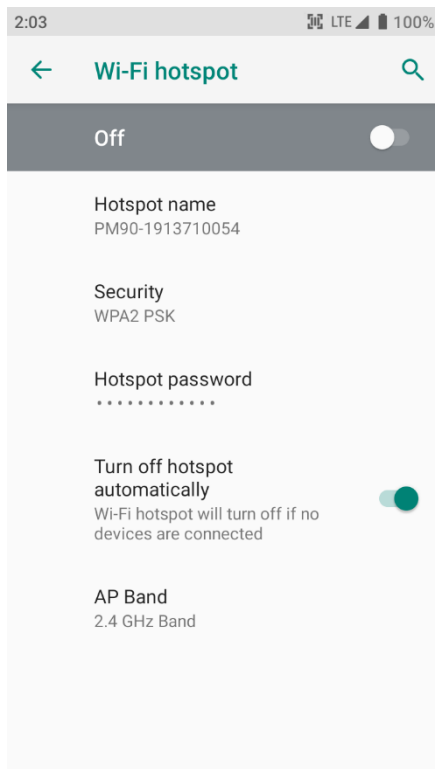 2:03 LTE 100%
Wi-Fi hotspot
Off
Hotspot name
PM90-1913710054
Security
WPA2 PSK
Hotspot password
••••••••••••
Turn off hotspot
automatically
Wi-Fi hotspot will turn off if no
devices are connected
AP Band
2.4 GHz Band